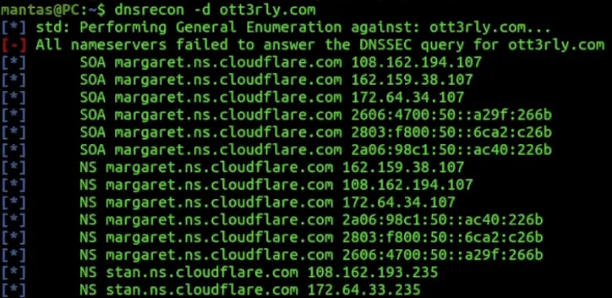 mantas@PC:~$ dnsrecon -d ott3rly.com
[*] std: Performing General Enumeration against: ott3rly.com...
[-] All nameservers failed to answer the DNSSEC query for ott3rly.com
[*] SOA margaret.ns.cloudflare.com 108.162.194.107
[*] SOA margaret.ns.cloudflare.com 162.159.38.107
[*] SOA margaret.ns.cloudflare.com 172.64.34.107
[*] SOA margaret.ns.cloudflare.com 2606:4700:50::a29f:266b
[*] SOA margaret.ns.cloudflare.com 2803:f800:50::6ca2:c26b
[*] SOA margaret.ns.cloudflare.com 2a06:98c1:50::ac40:226b
[*] NS margaret.ns.cloudflare.com 162.159.38.107
[*] NS margaret.ns.cloudflare.com 108.162.194.107
[*] NS margaret.ns.cloudflare.com 172.64.34.107
[*] NS margaret.ns.cloudflare.com 2a06:98c1:50::ac40:226b
[*] NS margaret.ns.cloudflare.com 2803:f800:50::6ca2:c26b
[*] NS margaret.ns.cloudflare.com 2606:4700:50::a29f:266b
[*] NS stan.ns.cloudflare.com 108.162.193.235
[*] NS stan.ns.cloudflare.com 172.64.33.235